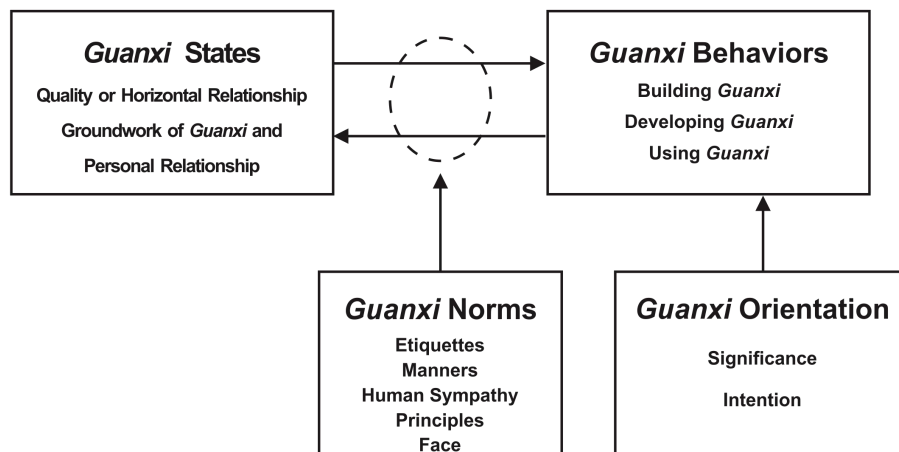 Guanxi States
Quality or Horizontal Relationship
Groundwork of Guanxi and
Personal Relationship
Guanxi Behaviors
Building Guanxi
Developing Guanxi
Using Guanxi
Guanxi Norms
Etiquettes
Manners
Human Sympathy
Principles
Face
Guanxi Orientation
Significance
Intention